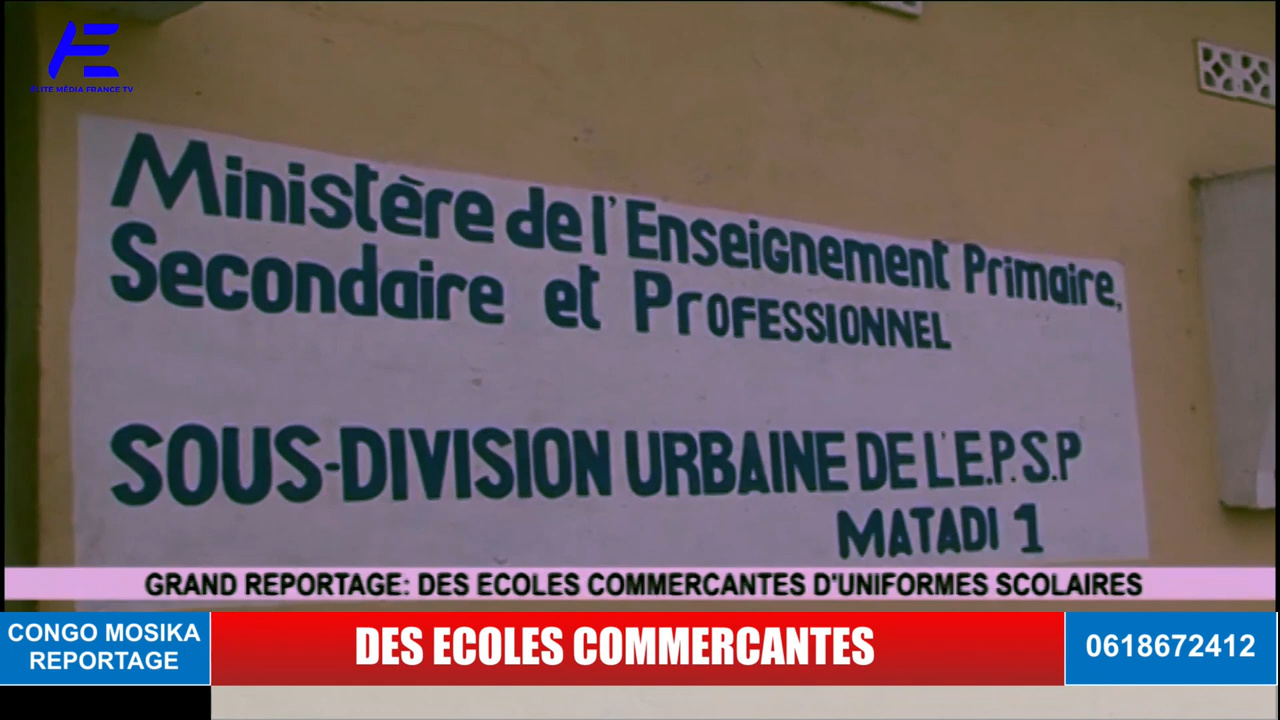 ELITE MÉDIA FRANCE TV
Ministère de l'Enseignement Primaire,
Secondaire et Professionnel
SOUS-DIVISION URBAINE DE L'E.P.S.P
MATADI 1
GRAND REPORTAGE: DES ECOLES COMMERCANTES D'UNIFORMES SCOLAIRES
CONGO MOSIKA
REPORTAGE
DES ECOLES COMMERCANTES
0618672412